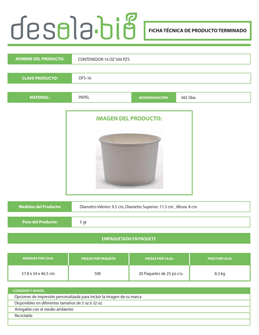 desola·bio
FICHA TÉCNICA DE PRODUCTO TERMINADO
NOMBRE DEL PRODUCTO: CONTENEDOR 16 OZ 500 PZS
CLAVE PRODUCTO: DFS-16
MATERIAL: PAPEL BIODEGRADACIÓN: 365 Días
IMAGEN DEL PRODUCTO:
Medidas del Producto: Diametro Inferior: 9.5 cm, Diametro Superior: 11.5 cm , Altura: 8 cm
Peso del Producto: 5 gr
EMPAQUETADO EN PAQUETE
MEDIDAS POR CAJA: PIEZAS POR PAQUETE: PIEZAS POR CAJA: PESO POR CAJA:
57.8 x 34 x 46.5 cm 500 20 Paquetes de 25 pz c/u 8.3 kg
Opciones de impresión personalizada para incluir la imagen de su marca
Disponibles en diferentes tamaños de 3 oz a 32 oz
Amigable con el medio ambiente
Reciclable